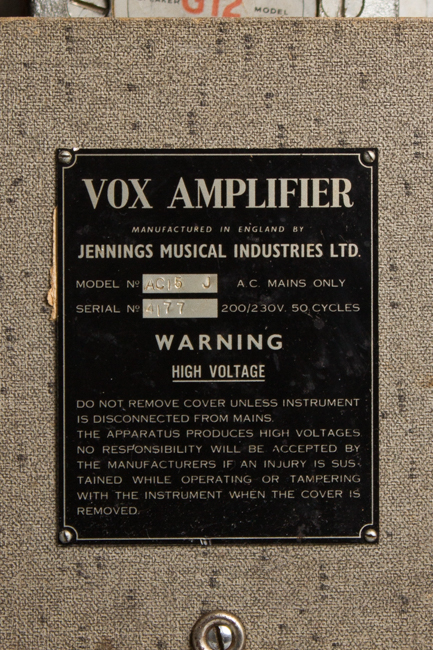 G12 MODEL
VOX AMPLIFIER
MANUFACTURED IN ENGLAND BY
JENNINGS MUSICAL INDUSTRIES LTD.
MODEL Nº AC15 J A.C. MAINS ONLY
SERIAL Nº 4177 200/230V. 50 CYCLES
WARNING
HIGH VOLTAGE
DO NOT REMOVE COVER UNLESS INSTRUMENT
IS DISCONNECTED FROM MAINS.
THE APPARATUS PRODUCES HIGH VOLTAGES
NO RESPONSIBILITY WILL BE ACCEPTED BY
THE MANUFACTURERS IF AN INJURY IS SUS-
TAINED WHILE OPERATING OR TAMPERING
WITH THE INSTRUMENT WHEN THE COVER IS
REMOVED.